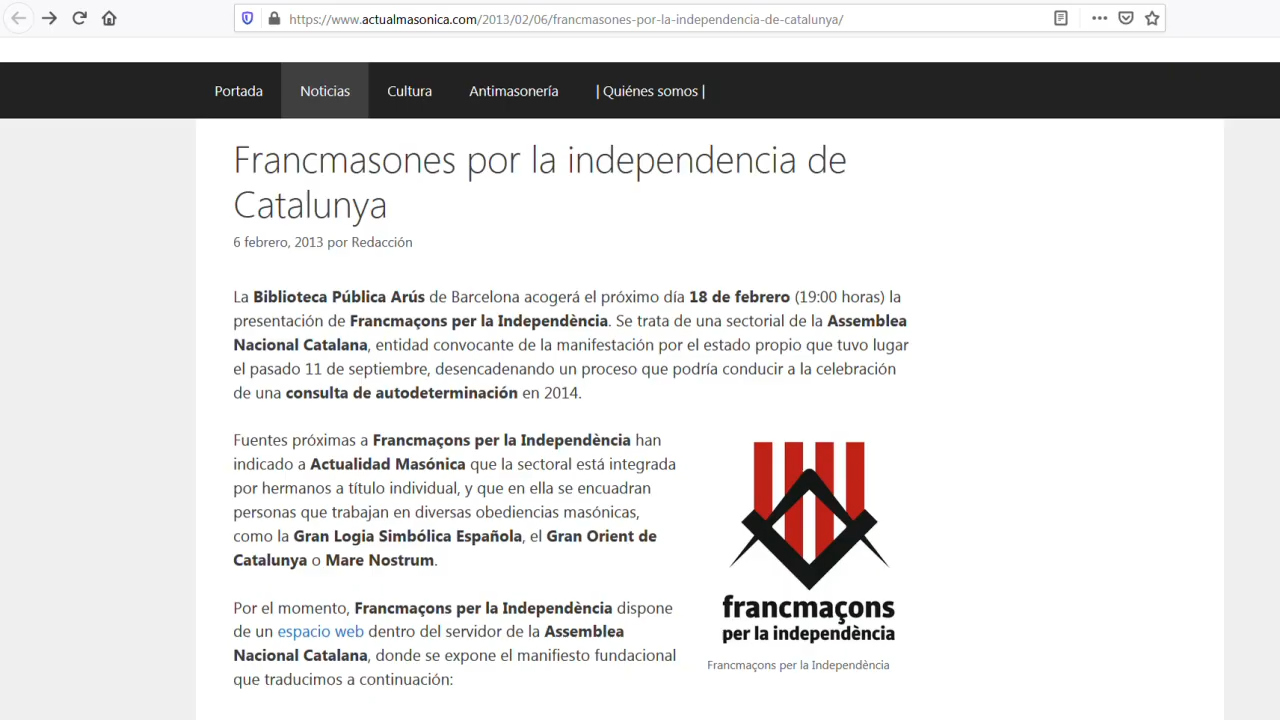 https://www.actualmasonica.com/2013/02/06/francmasones-por-la-independencia-de-catalunya/
Portada Noticias Cultura Antimasonería | Quiénes somos |
Francmasones por la independencia de
Catalunya
6 febrero, 2013 por Redacción
La Biblioteca Pública Arús de Barcelona acogerá el próximo día 18 de febrero (19:00 horas) la
presentación de Francmaçons per la Independència. Se trata de una sectorial de la Assemblea
Nacional Catalana, entidad convocante de la manifestación por el estado propio que tuvo lugar
el pasado 11 de septiembre, desencadenando un proceso que podría conducir a la celebración
de una consulta de autodeterminación en 2014.
Fuentes próximas a Francmaçons per la Independència han
indicado a Actualidad Masónica que la sectoral está integrada
por hermanos a título individual, y que en ella se encuadran
personas que trabajan en diversas obediencias masónicas,
como la Gran Logia Simbólica Española, el Gran Orient de
Catalunya o Mare Nostrum.
Por el momento, Francmaçons per la Independència dispone
de un espacio web dentro del servidor de la Assemblea
Nacional Catalana, donde se expone el manifiesto fundacional
que traducimos a continuación:
francmaçons
per la independència
Francmaçons per la Independència